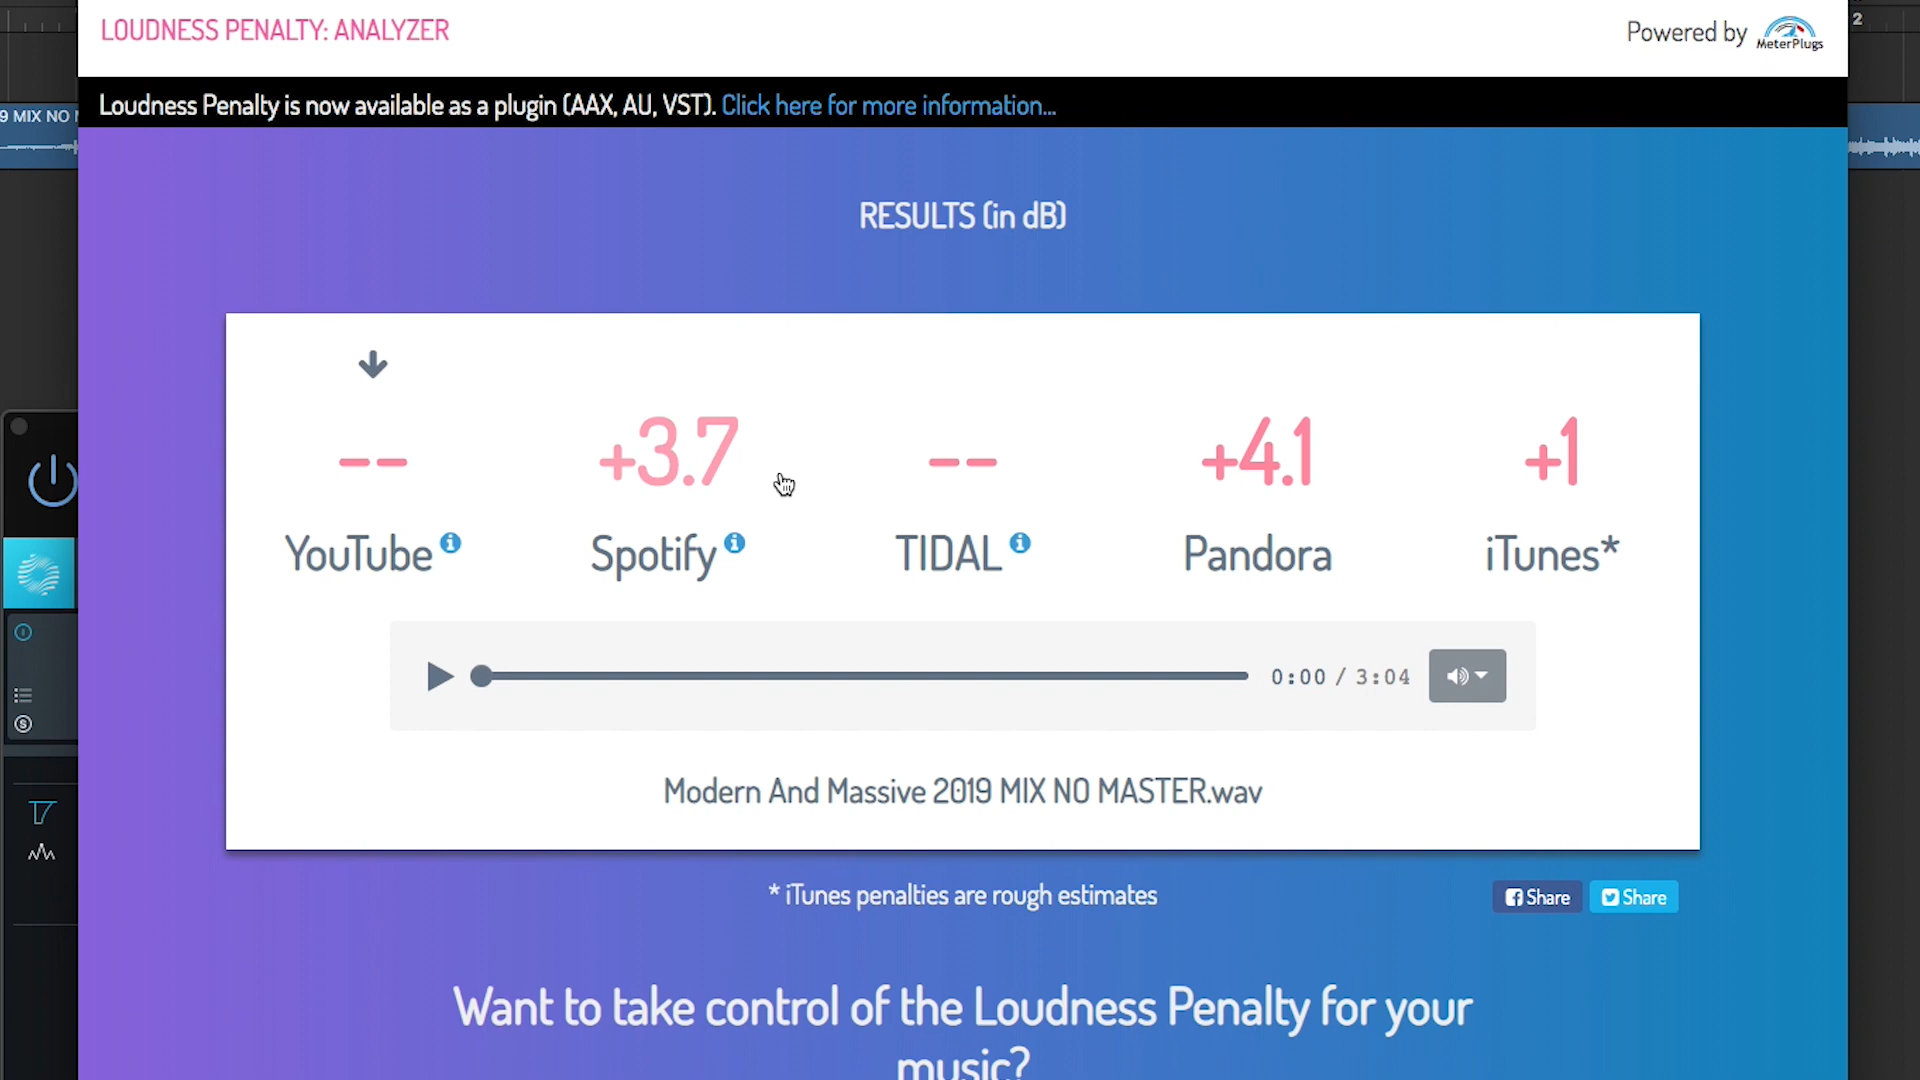 LOUDNESS PENALTY: ANALYZER
Powered by MeterPlugs
2
Loudness Penalty is now available as a plugin (AAX, AU, VST). Click here for more information...
9 MIX NO
RESULTS (in dB)
-- +3.7 -- +4.1 +1
YouTube Spotify TIDAL Pandora iTunes*
0:00 / 3:04
Modern And Massive 2019 MIX NO MASTER.wav
* iTunes penalties are rough estimates
Share Share
Want to take control of the Loudness Penalty for your
music?